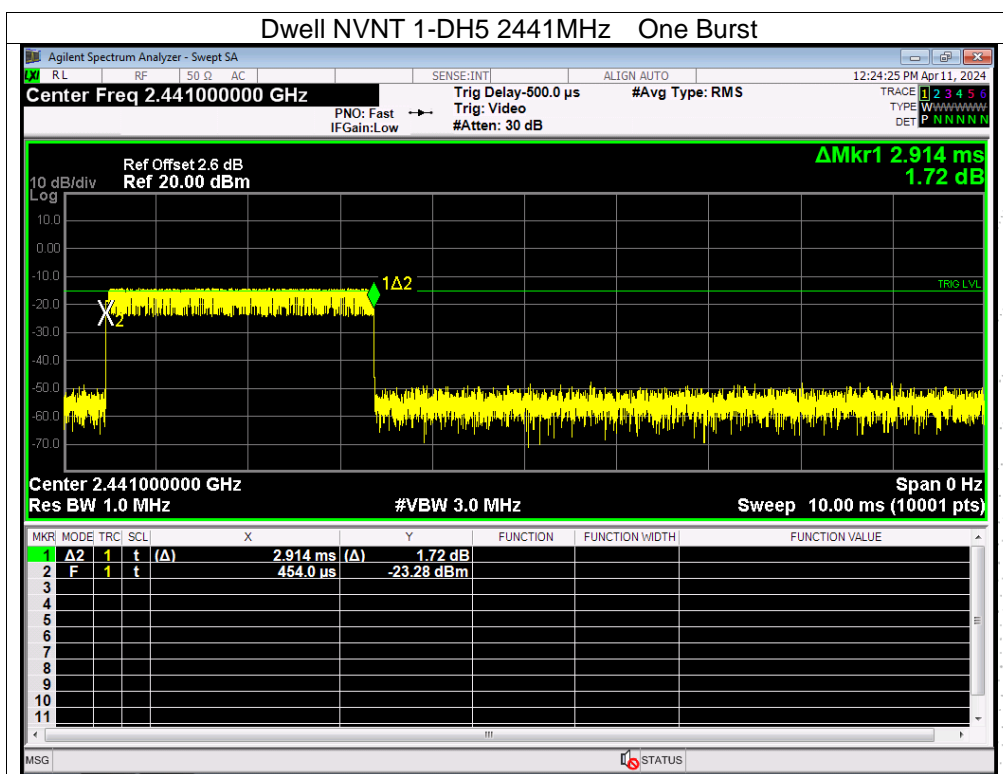 Dwell NVNT 1-DH5 2441MHz One Burst
Agilent Spectrum Analyzer - Swept SA
LXI RL RF 50 Ω AC SENSE:INT ALIGN AUTO 12:24:25 PM Apr 11, 2024
Center Freq 2.441000000 GHz Trig Delay-500.0 µs #Avg Type: RMS TRACE 1 2 3 4 5 6
PNO: Fast Trig: Video TYPE WWWWWW
IFGain:Low #Atten: 30 dB DET P N N N N N
ΔMkr1 2.914 ms
1.72 dB
Ref Offset 2.6 dB
10 dB/div Ref 20.00 dBm
Log
10.0
0.00
-10.0
1Δ2
TRIG LVL
-20.0
2
-30.0
-40.0
-50.0
-60.0
-70.0
Center 2.441000000 GHz Span 0 Hz
Res BW 1.0 MHz #VBW 3.0 MHz Sweep 10.00 ms (10001 pts)
MKR MODE TRC SCL X Y FUNCTION FUNCTION WIDTH FUNCTION VALUE
1 Δ2 1 t (Δ) 2.914 ms (Δ) 1.72 dB
2 F 1 t 454.0 µs -23.28 dBm
3
4
5
6
7
8
9
10
11
MSG STATUS